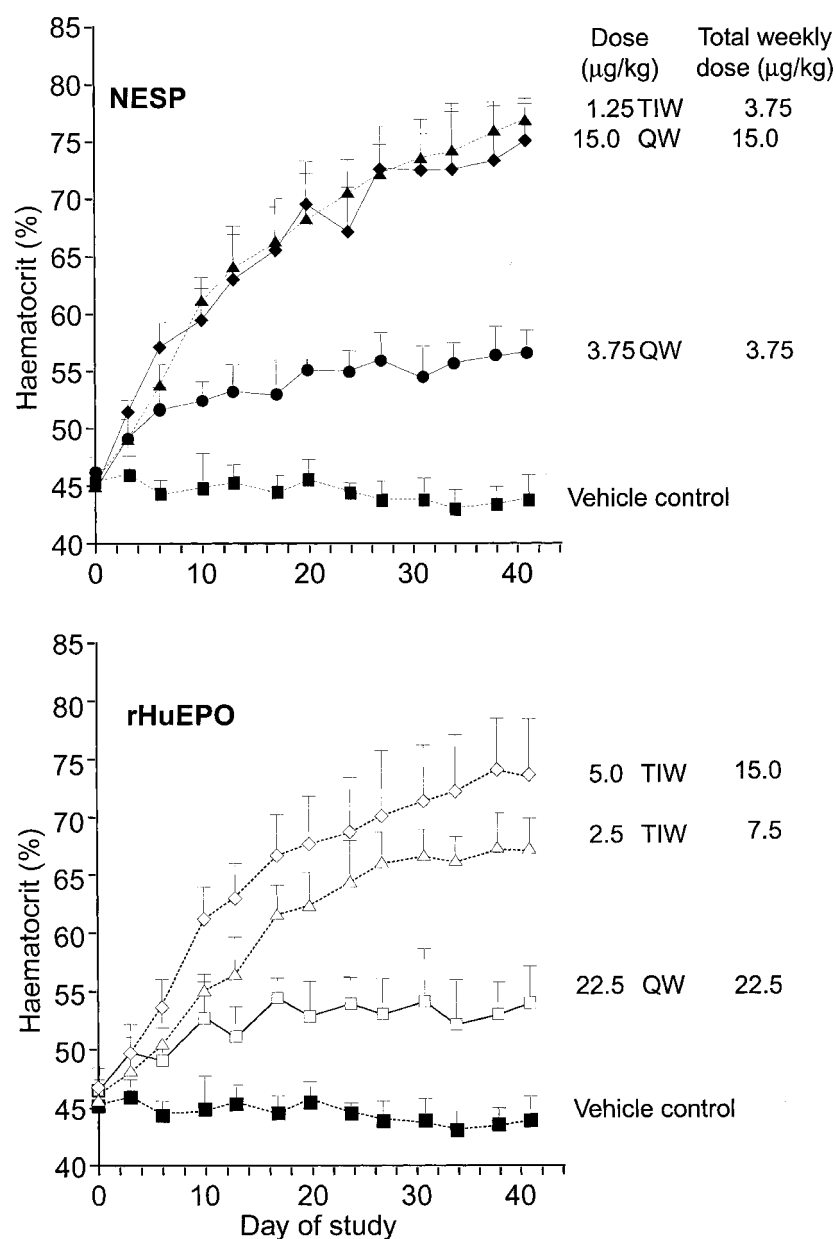 Dose Total weekly
(µg/kg) dose (µg/kg)
NESP
Haematocrit (%)
85
80
75
70
65
60
55
50
45
40
1.25 TIW 3.75
15.0 QW 15.0
3.75 QW 3.75
Vehicle control
0 10 20 30 40
rHuEPO
Haematocrit (%)
85
80
75
70
65
60
55
50
45
40
5.0 TIW 15.0
2.5 TIW 7.5
22.5 QW 22.5
Vehicle control
0 10 20 30 40
Day of study